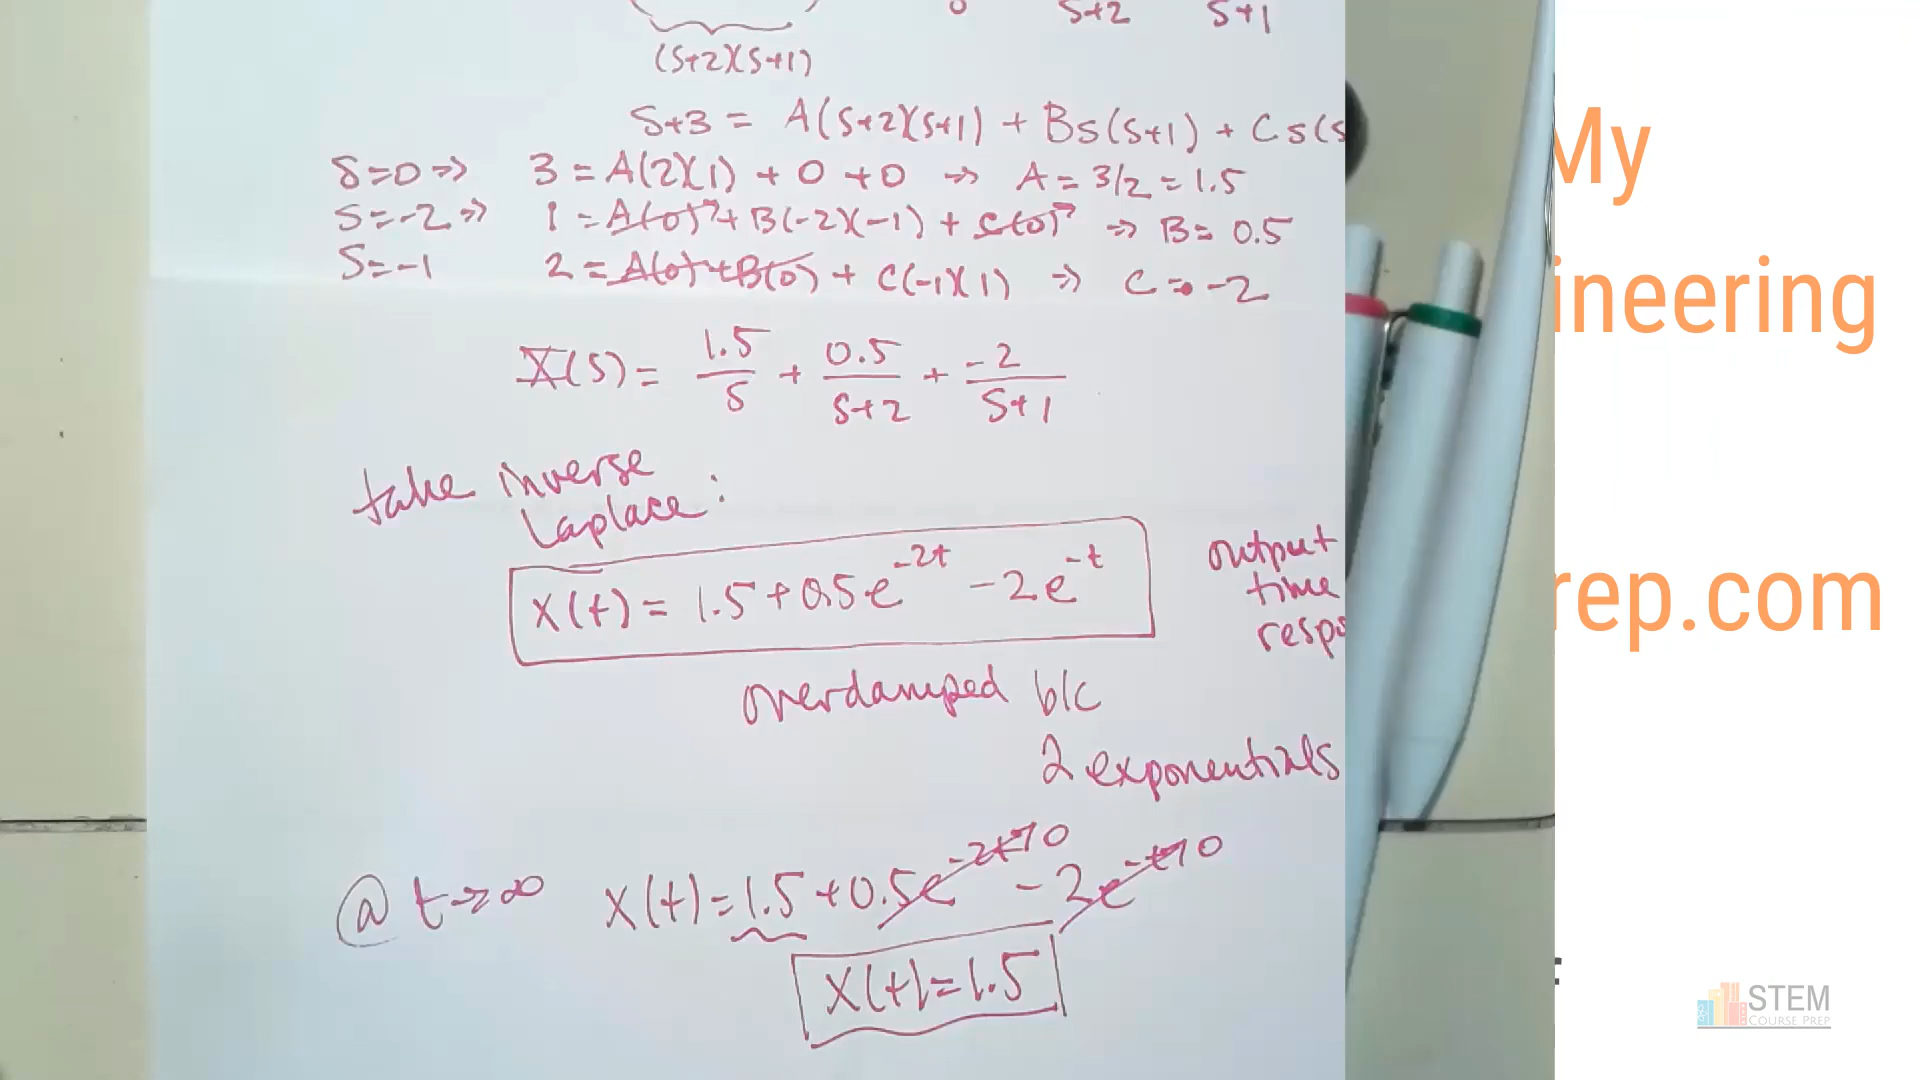 0 S+2 S+1
(S+2)(S+1)
S+3 = A(S+2)(S+1) + BS(S+1) + CS(S
S=0 => 3 = A(2)(1) + 0 + 0 => A = 3/2 = 1.5
S=-2 => 1 = A(0) + B(-2)(-1) + C(0) => B = 0.5
S=-1 2 = A(0) + B(0) + C(-1)(1) => C = -2
X(S) = 1.5/S + 0.5/S+2 + -2/S+1
take inverse
Laplace:
x(t) = 1.5 + 0.5e^-2t - 2e^-t
output
time
respo
overdamped b/c
2 exponentials
@ t→∞ x(t) = 1.5 + 0.5e^-2t→0 - 2e^-t→0
x(t) = 1.5
My
ineering
rep.com
STEM
COURSE PREP